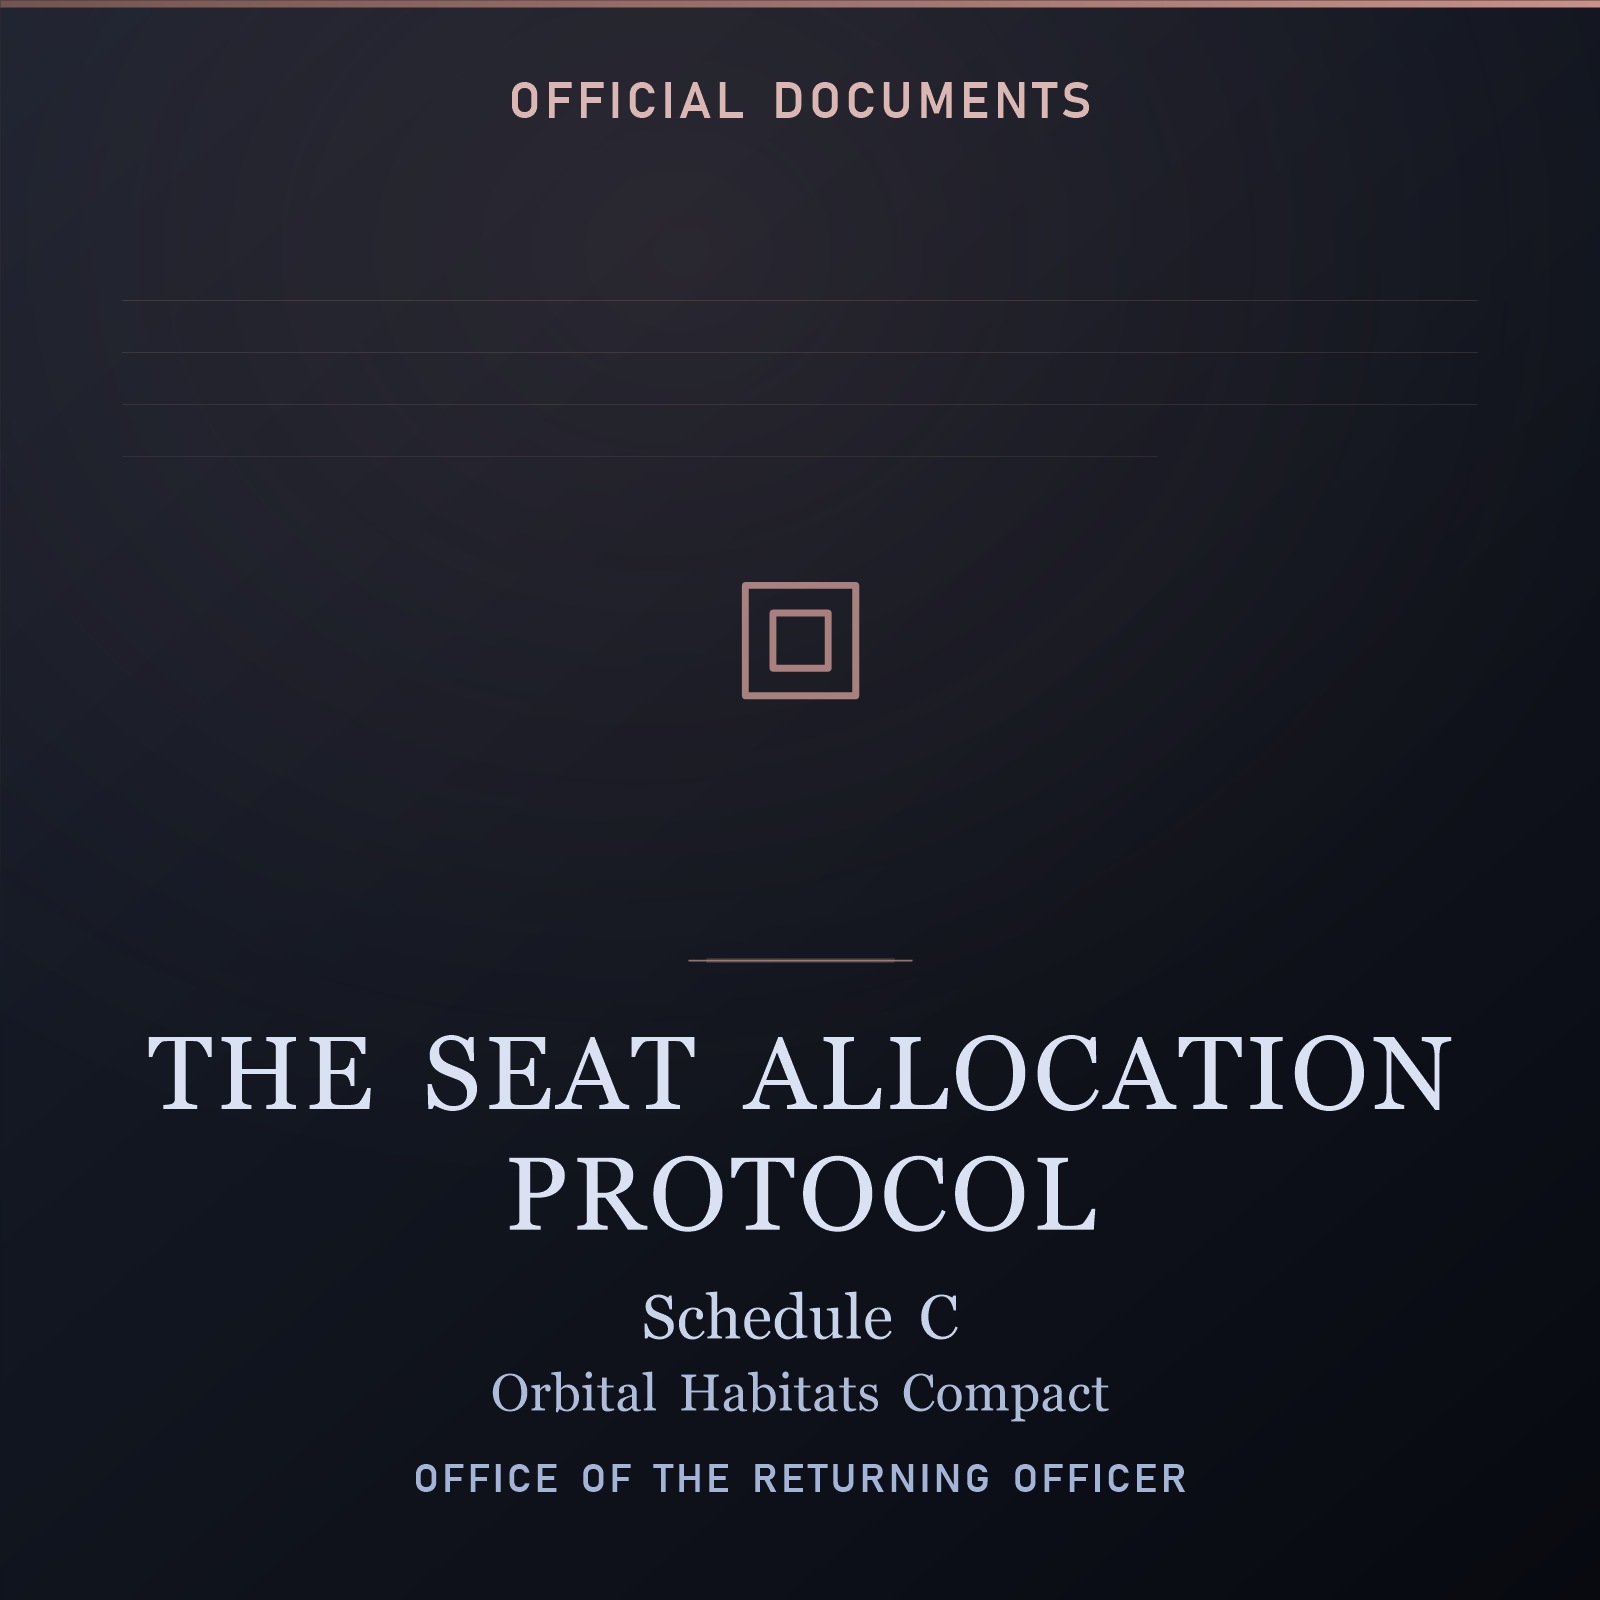 OFFICIAL DOCUMENTS
THE SEAT ALLOCATION
PROTOCOL
Schedule C
Orbital Habitats Compact
OFFICE OF THE RETURNING OFFICER